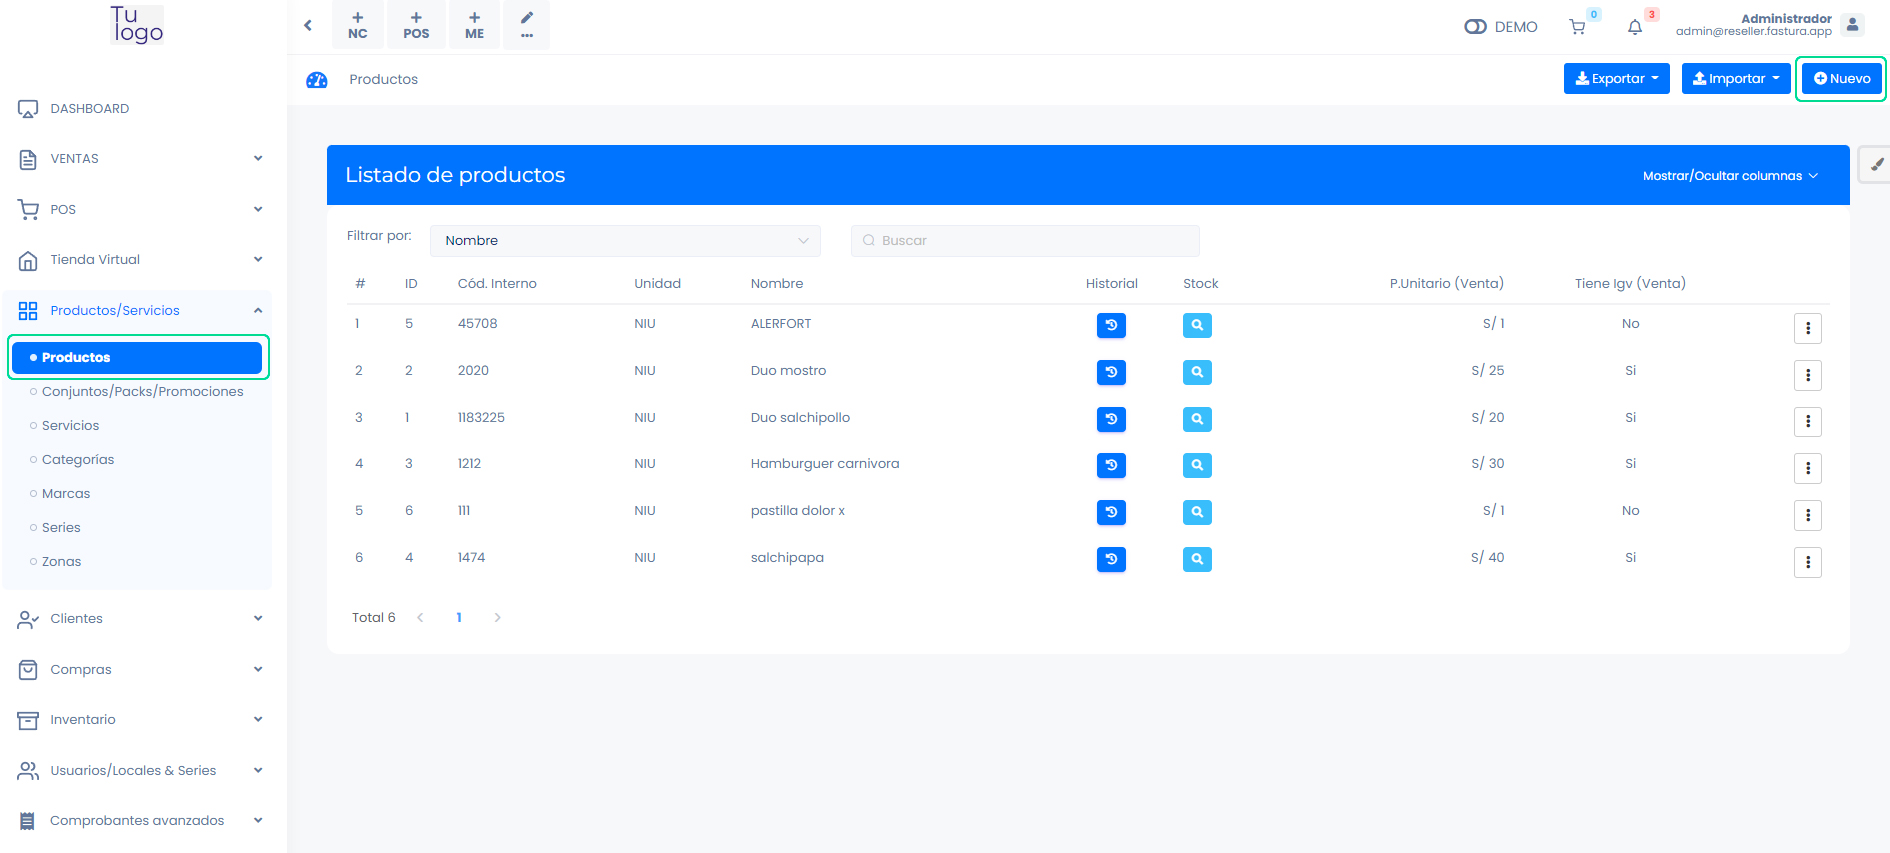 Tu
logo
DASHBOARD
VENTAS
POS
Tienda Virtual
Productos/Servicios
Productos
Conjuntos/Packs/Promociones
Servicios
Categorías
Marcas
Series
Zonas
Clientes
Compras
Inventario
Usuarios/Locales & Series
Comprobantes avanzados
+ NC
+ POS
+ ME
...
DEMO
0
3
Administrador
admin@reseller.fastura.app
Productos
Exportar
Importar
Nuevo
Listado de productos
Mostrar/Ocultar columnas
Filtrar por: Nombre Buscar
# ID Cód. Interno Unidad Nombre Historial Stock P.Unitario (Venta) Tiene Igv (Venta)
1 5 45708 NIU ALERFORT S/ 1 No
2 2 2020 NIU Duo mostro S/ 25 Si
3 1 1183225 NIU Duo salchipollo S/ 20 Si
4 3 1212 NIU Hamburguer carnivora S/ 30 Si
5 6 111 NIU pastilla dolor x S/ 1 No
6 4 1474 NIU salchipapa S/ 40 Si
Total 6 < 1 >